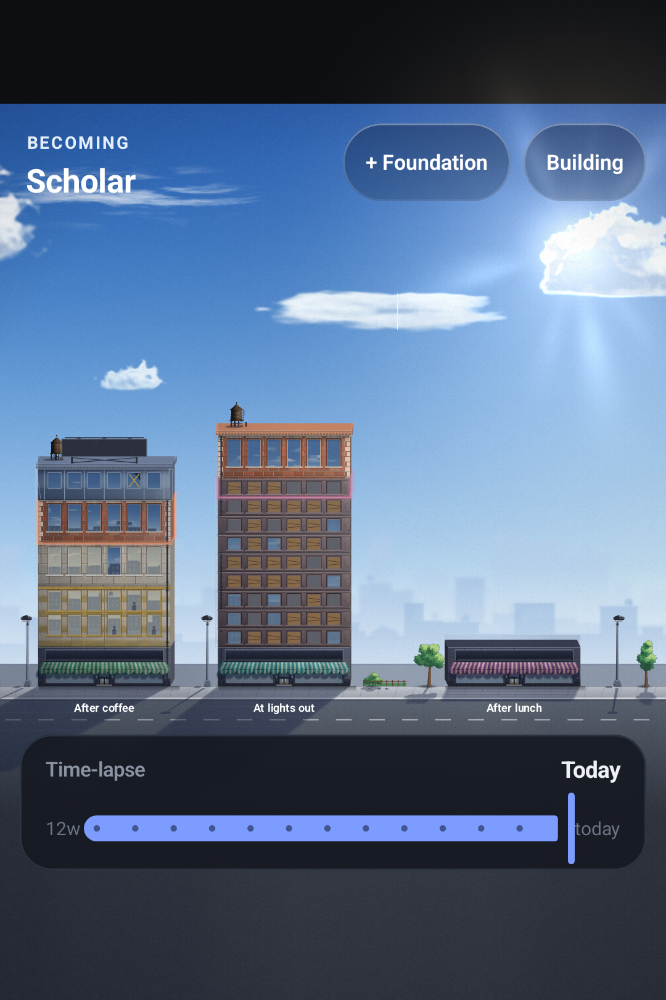 BECOMING
Scholar
+ Foundation
Building
After coffee
At lights out
After lunch
Time-lapse
Today
12w
today